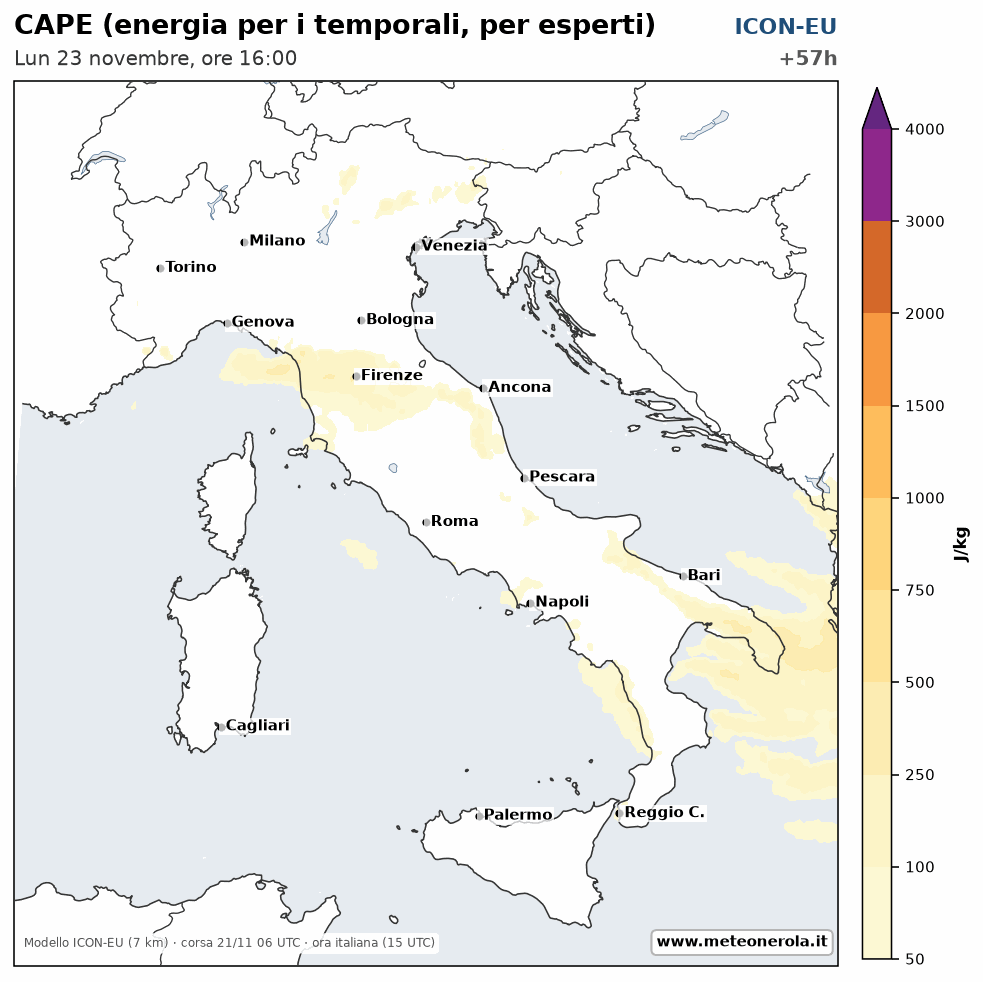 CAPE (energia per i temporali, per esperti)
ICON-EU
Lun 23 novembre, ore 16:00
+57h
4000
3000
2000
1500
1000
750
500
250
100
50
J/kg
Milano
Venezia
Torino
Genova
Bologna
Firenze
Ancona
Pescara
Roma
Bari
Napoli
Cagliari
Palermo
Reggio C.
Modello ICON-EU (7 km) · corsa 21/11 06 UTC · ora italiana (15 UTC)
www.meteonerola.it